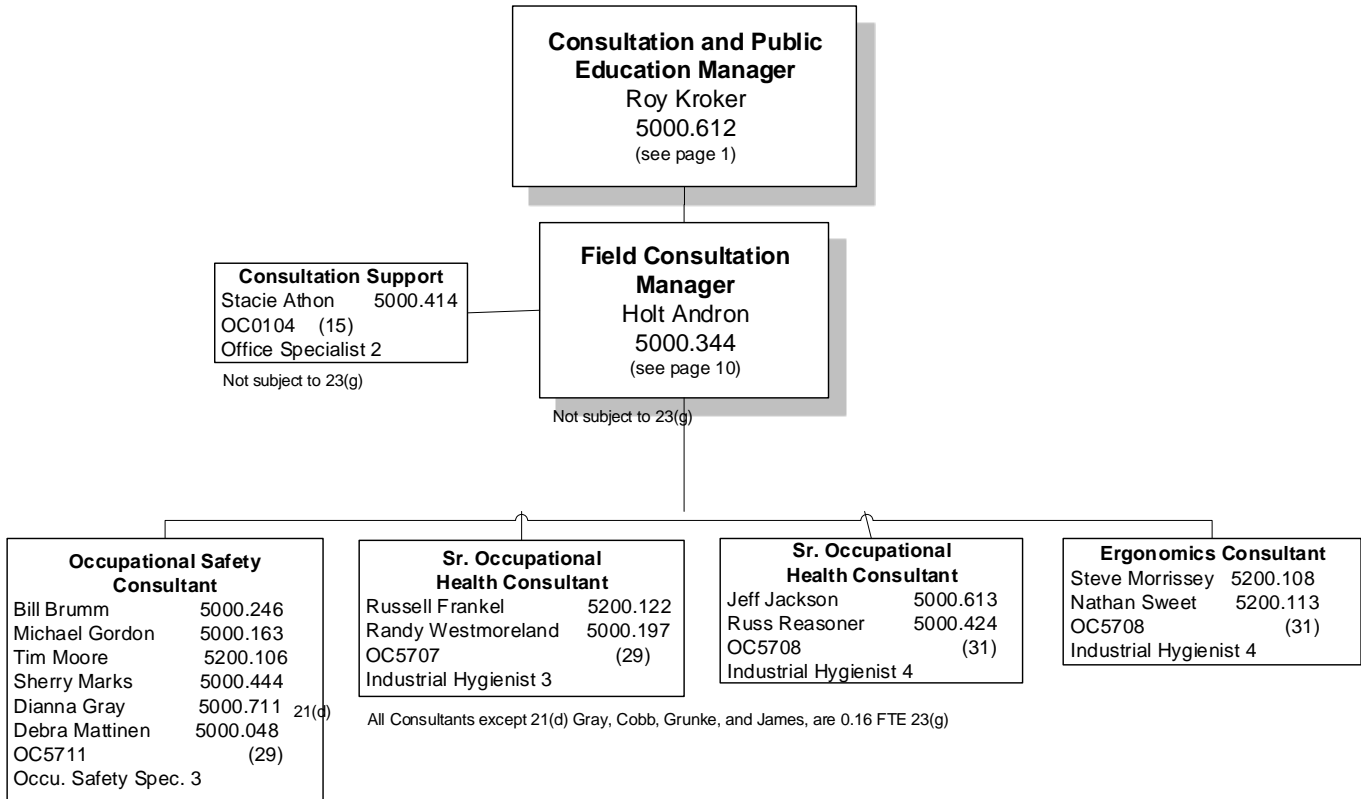 Consultation and Public
Education Manager
Roy Kroker
5000.612
(see page 1)
Field Consultation
Manager
Holt Andron
5000.344
(see page 10)
Not subject to 23(g)
Consultation Support
Stacie Athon 5000.414
OC0104 (15)
Office Specialist 2
Not subject to 23(g)
Occupational Safety
Consultant
Bill Brumm 5000.246
Michael Gordon 5000.163
Tim Moore 5200.106
Sherry Marks 5000.444
Dianna Gray 5000.711 21(d)
Debra Mattinen 5000.048
OC5711 (29)
Occu. Safety Spec. 3
Sr. Occupational
Health Consultant
Russell Frankel 5200.122
Randy Westmoreland 5000.197
OC5707 (29)
Industrial Hygienist 3
Sr. Occupational
Health Consultant
Jeff Jackson 5000.613
Russ Reasoner 5000.424
OC5708 (31)
Industrial Hygienist 4
Ergonomics Consultant
Steve Morrissey 5200.108
Nathan Sweet 5200.113
OC5708 (31)
Industrial Hygienist 4
All Consultants except 21(d) Gray, Cobb, Grunke, and James, are 0.16 FTE 23(g)